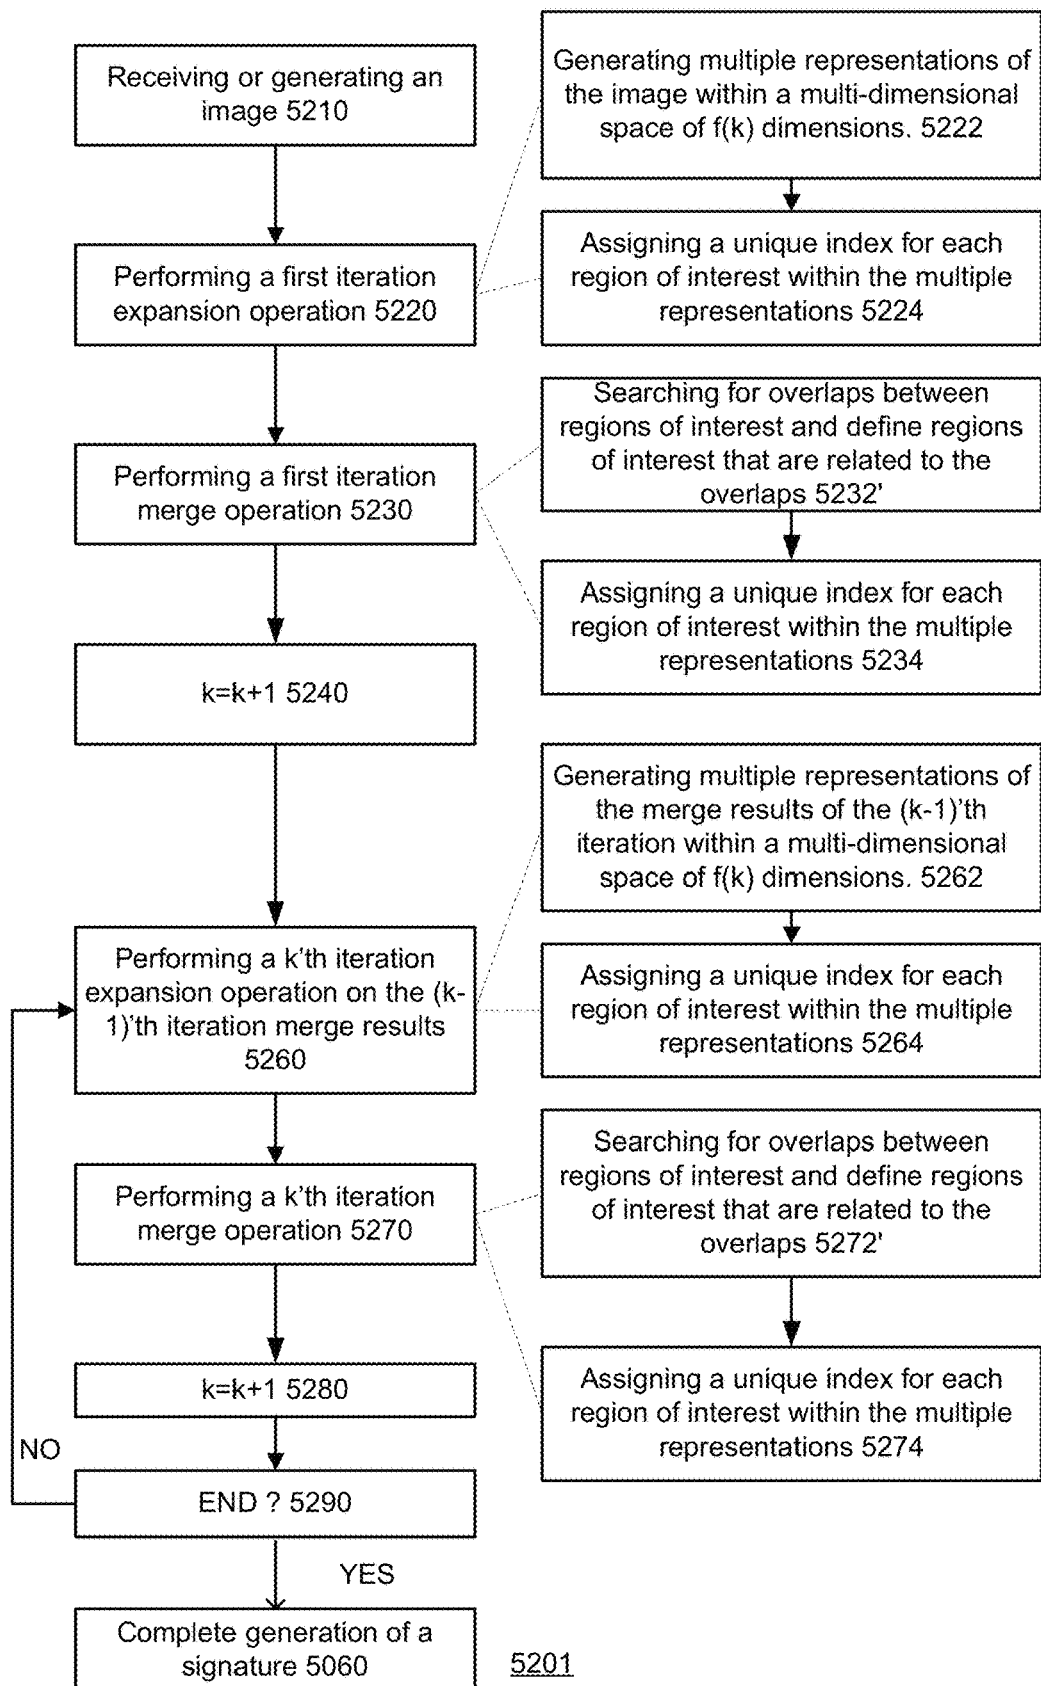 Receiving or generating an
image 5210
Generating multiple representations of
the image within a multi-dimensional
space of f(k) dimensions. 5222
Performing a first iteration
expansion operation 5220
Assigning a unique index for each
region of interest within the multiple
representations 5224
Performing a first iteration
merge operation 5230
Searching for overlaps between
regions of interest and define regions
of interest that are related to the
overlaps 5232'
Assigning a unique index for each
region of interest within the multiple
representations 5234
k=k+1 5240
Generating multiple representations of
the merge results of the (k-1)'th
iteration within a multi-dimensional
space of f(k) dimensions. 5262
Performing a k'th iteration
expansion operation on the (k-
1)'th iteration merge results
5260
Assigning a unique index for each
region of interest within the multiple
representations 5264
Performing a k'th iteration
merge operation 5270
Searching for overlaps between
regions of interest and define regions
of interest that are related to the
overlaps 5272'
k=k+1 5280
Assigning a unique index for each
region of interest within the multiple
representations 5274
NO
END ? 5290
YES
Complete generation of a
signature 5060
5201